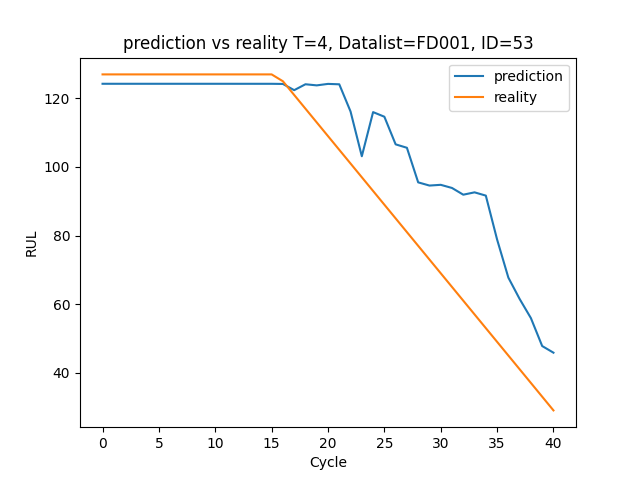 prediction vs reality T=4, Datalist=FD001, ID=53
prediction
reality
120
100
80
60
40
RUL
0 5 10 15 20 25 30 35 40
Cycle